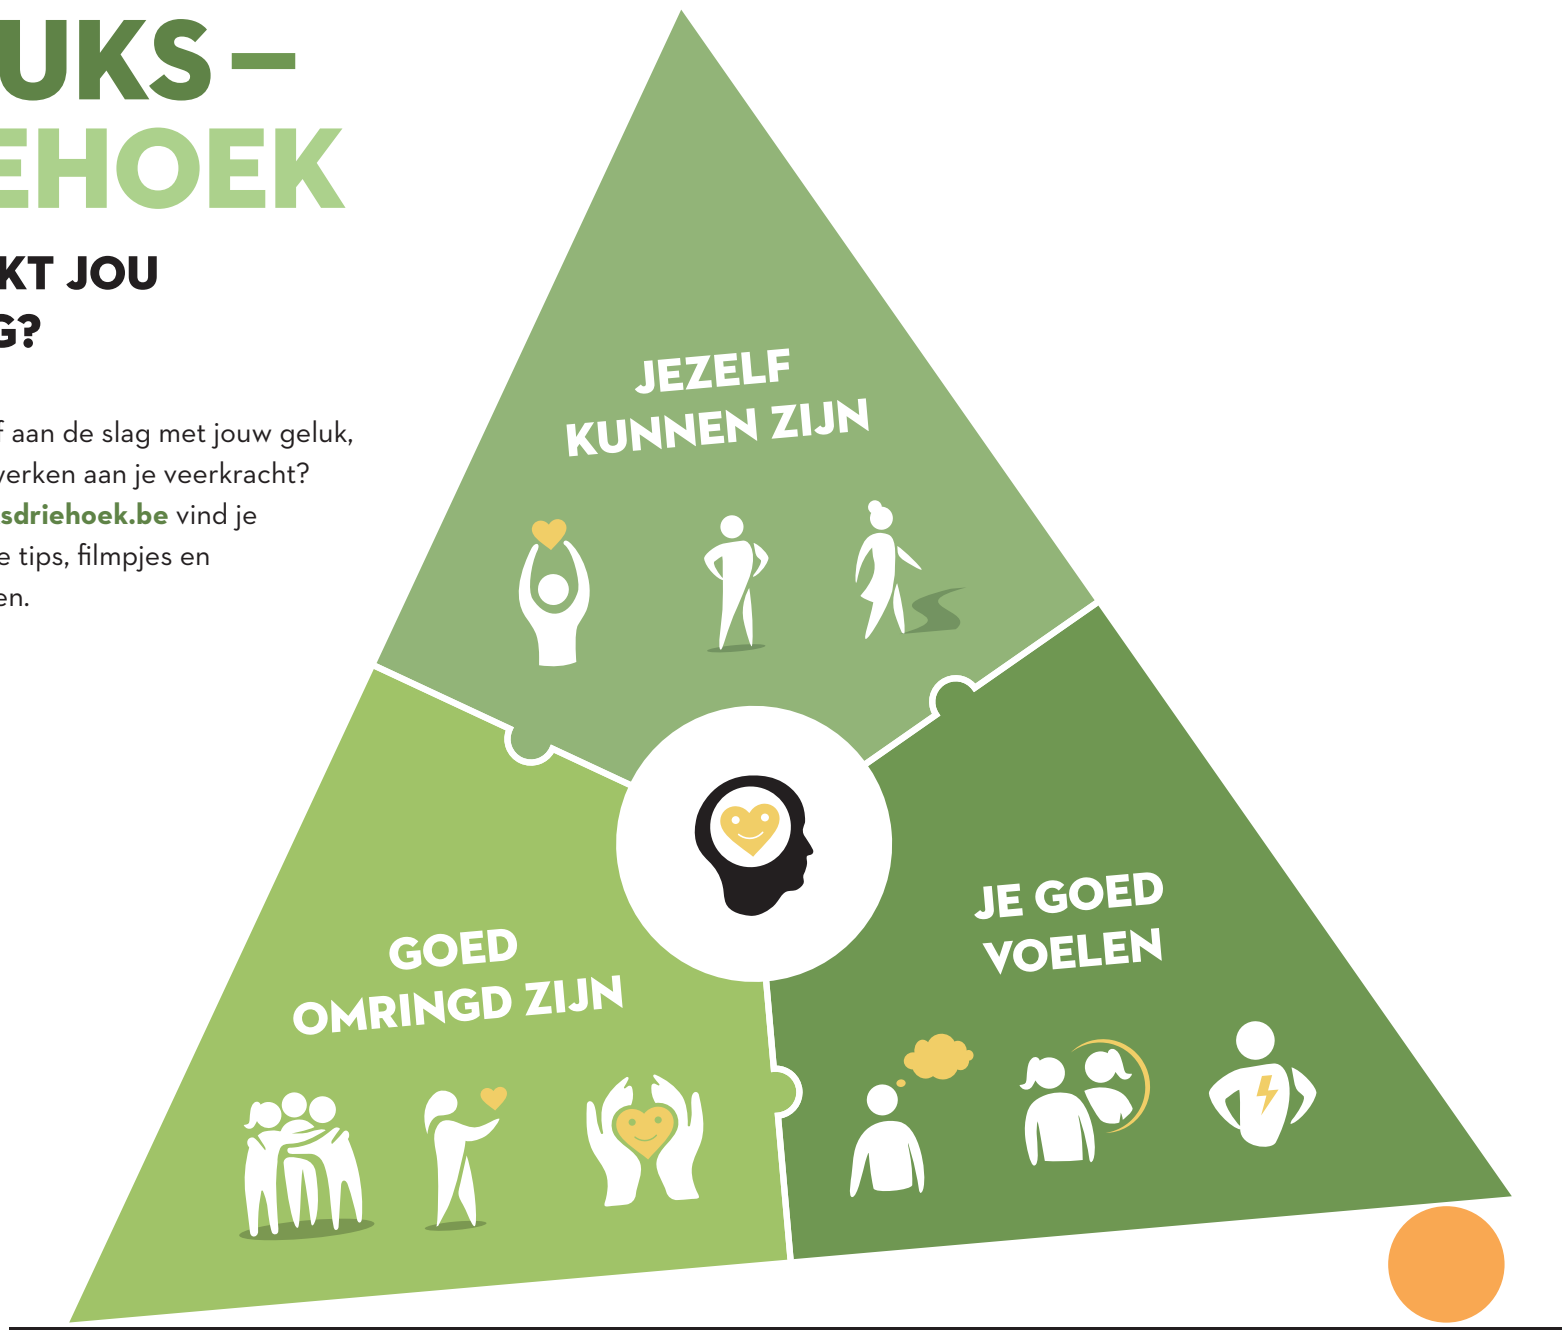 UKS–
EHOEK
KT JOU
G?
f aan de slag met jouw geluk,
verken aan je veerkracht?
sdriehoek.be vind je
e tips, filmpjes en
en.
JEZELF
KUNNEN ZIJN
GOED
OMRINGD ZIJN
JE GOED
VOELEN